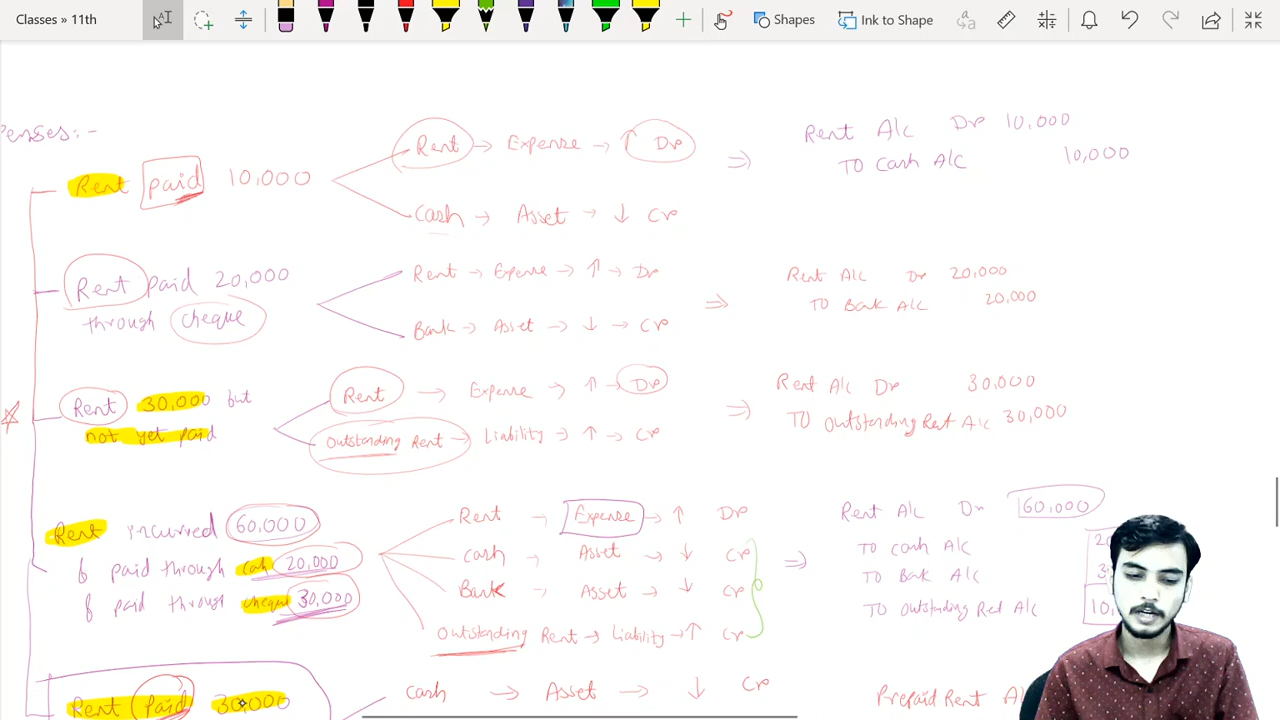 Classes » 11th
Shapes
Ink to Shape
penses:-
Rent paid 10,000
Rent → Expense → ↑ Dr
Cash → Asset → ↓ Cr
⇒ Rent A/c Dr 10,000
TO Cash A/c 10,000
Rent Paid 20,000
through cheque
Rent → Expense → ↑ → Dr
Bank → Asset → ↓ → Cr
⇒ Rent A/c Dr 20,000
TO Bank A/c 20,000
Rent 30,000 but
not yet paid
Rent → Expense → ↑ → Dr
Outstanding Rent → Liability → ↑ → Cr
⇒ Rent A/c Dr 30,000
TO Outstanding Rent A/c 30,000
Rent incurred 60,000
& paid through cash 20,000
& paid through cheque 30,000
Rent → Expense → ↑ Dr
Cash → Asset → ↓ Cr
Bank → Asset → ↓ Cr
Outstanding Rent → Liability → ↑ Cr
⇒ Rent A/c Dr 60,000
TO Cash A/c
TO Bank A/c
TO Outstanding Rent A/c 10,
Rent Paid 30,000
Cash → Asset → ↓ Cr
Prepaid Rent A/